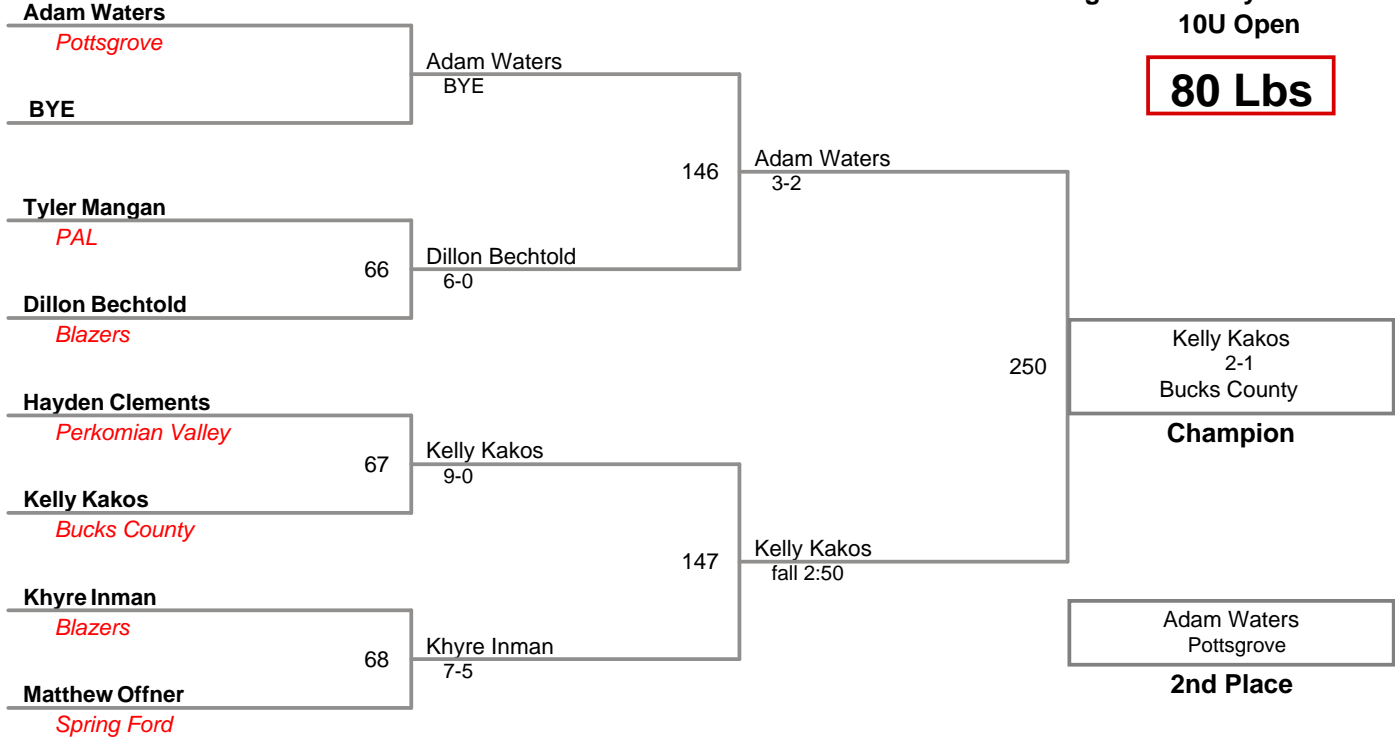 10U Open
80 Lbs
Adam Waters
Pottsgrove
BYE
Tyler Mangan
PAL
66
Dillon Bechtold
Blazers
Hayden Clements
Perkomian Valley
67
Kelly Kakos
Bucks County
Khyre Inman
Blazers
68
Matthew Offner
Spring Ford
Adam Waters
BYE
146
Dillon Bechtold
6-0
Kelly Kakos
9-0
147
Khyre Inman
7-5
Adam Waters
3-2
250
Kelly Kakos
fall 2:50
Kelly Kakos
2-1
Bucks County
Champion
Adam Waters
Pottsgrove
2nd Place